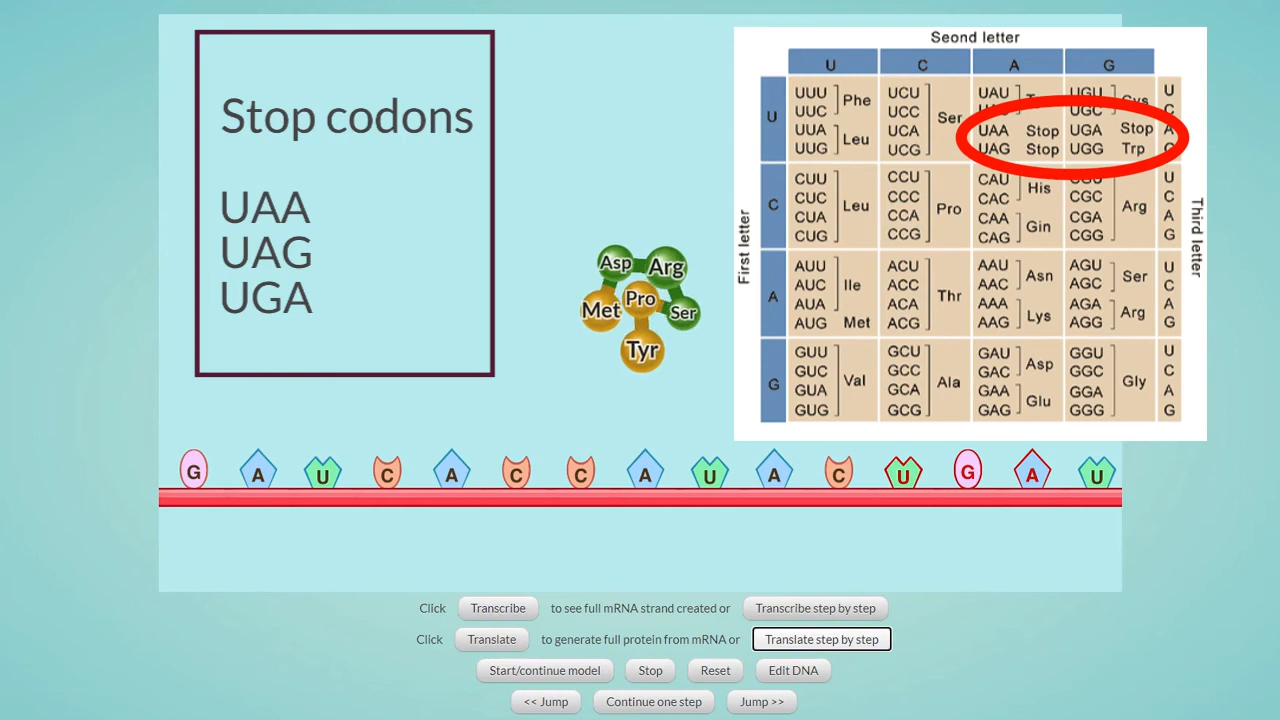 Stop codons
UAA
UAG
UGA
Asp Arg
Met Pro Ser
Tyr
Seond letter
U C A G
First letter
Third letter
U
UUU UUC Phe
UUA UUG Leu
UCU UCC UCA UCG Ser
UAU
UAA Stop
UAG Stop
UGU UGC Cys
UGA Stop
UGG Trp
U C A G
C
CUU CUC CUA CUG Leu
CCU CCC CCA CCG Pro
CAU CAC His
CAA CAG Gin
CGU CGC CGA CGG Arg
U C A G
A
AUU AUC AUA Ile
AUG Met
ACU ACC ACA ACG Thr
AAU AAC Asn
AAA AAG Lys
AGU AGC Ser
AGA AGG Arg
U C A G
G
GUU GUC GUA GUG Val
GCU GCC GCA GCG Ala
GAU GAC Asp
GAA GAG Glu
GGU GGC GGA GGG Gly
U C A G
G A U C A C C A U A C U G A U
Click Transcribe to see full mRNA strand created or Transcribe step by step
Click Translate to generate full protein from mRNA or Translate step by step
Start/continue model Stop Reset Edit DNA
<< Jump Continue one step Jump >>